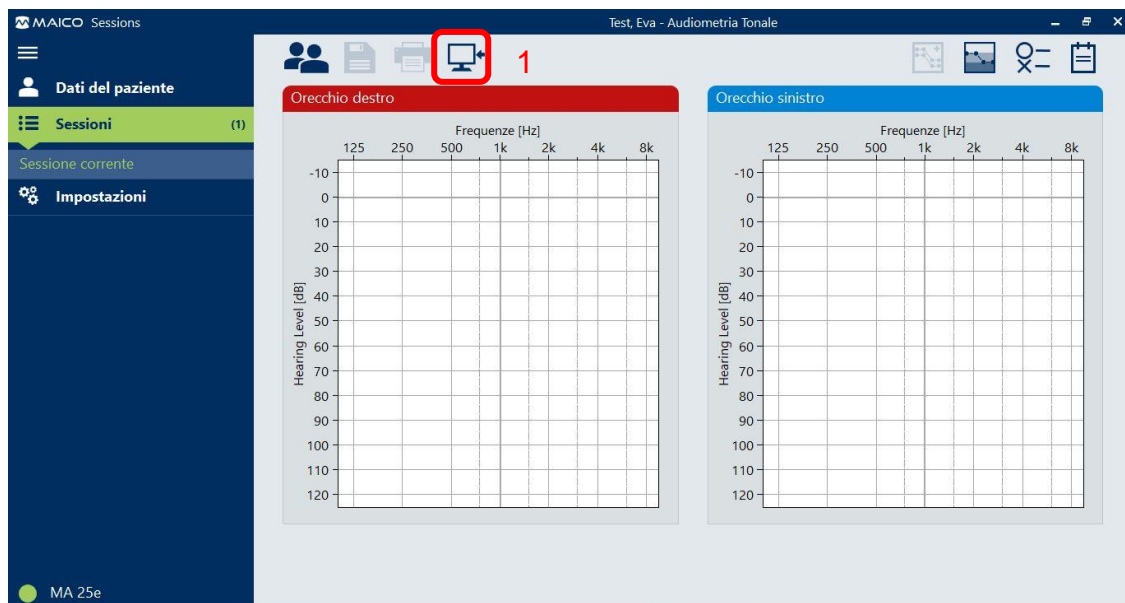 MAICO Sessions
Test, Eva - Audiometria Tonale
1
Dati del paziente
Sessioni (1)
Sessione corrente
Impostazioni
MA 25e
Orecchio destro
Frequenze [Hz]
125 250 500 1k 2k 4k 8k
Hearing Level [dB]
-10
0
10
20
30
40
50
60
70
80
90
100
110
120
Orecchio sinistro
Frequenze [Hz]
125 250 500 1k 2k 4k 8k
Hearing Level [dB]
-10
0
10
20
30
40
50
60
70
80
90
100
110
120